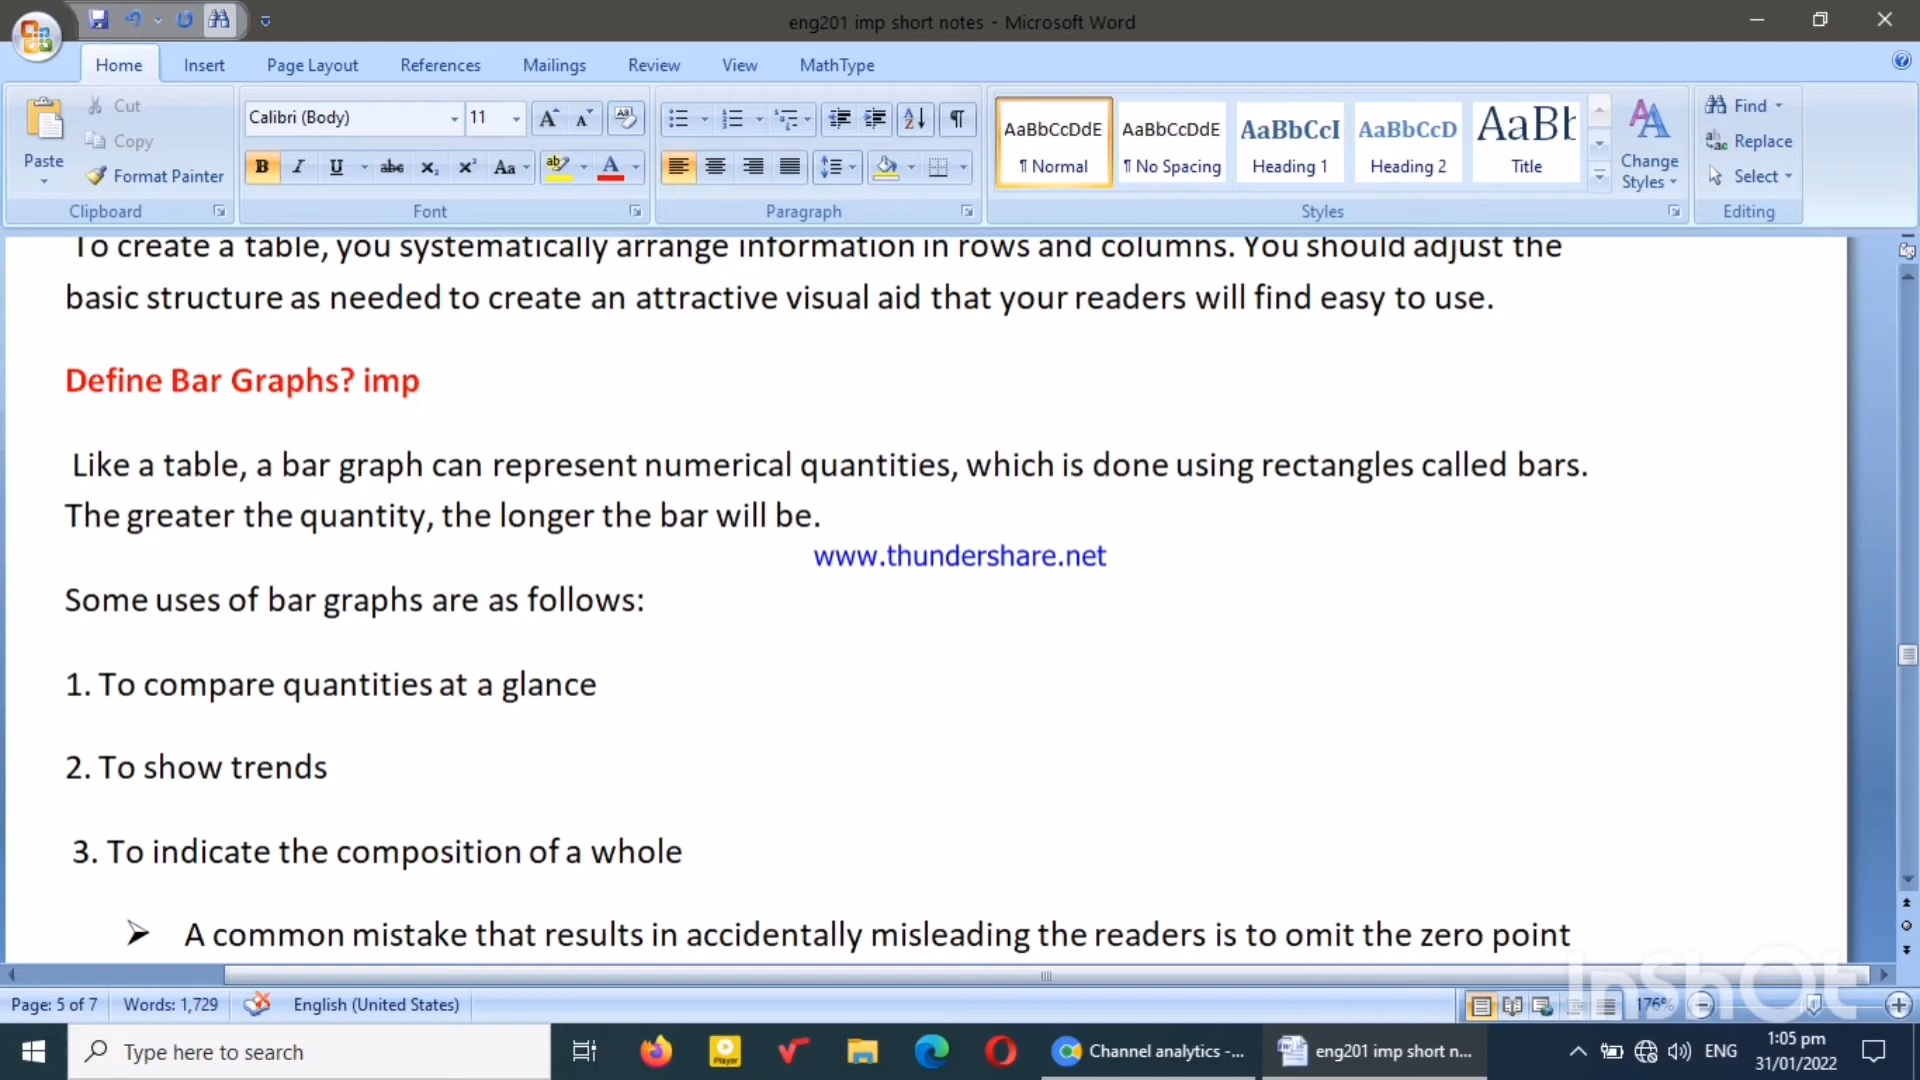 eng201 imp short notes - Microsoft Word
Home Insert Page Layout References Mailings Review View MathType
Cut
Copy
Format Painter
Paste
Clipboard
Calibri (Body) 11
B I U abc x₂ x² Aa
Font
Paragraph
AaBbCcDdE AaBbCcDdE AaBbCcI AaBbCcD AaBb
¶ Normal ¶ No Spacing Heading 1 Heading 2 Title
Change Styles
Styles
Find
Replace
Select
Editing
To create a table, you systematically arrange information in rows and columns. You should adjust the
basic structure as needed to create an attractive visual aid that your readers will find easy to use.
Define Bar Graphs? imp
Like a table, a bar graph can represent numerical quantities, which is done using rectangles called bars.
The greater the quantity, the longer the bar will be.
www.thundershare.net
Some uses of bar graphs are as follows:
1. To compare quantities at a glance
2. To show trends
3. To indicate the composition of a whole
➢ A common mistake that results in accidentally misleading the readers is to omit the zero point
InShOt
Page: 5 of 7 Words: 1,729 English (United States) 176%
Type here to search
Player
Channel analytics -...
eng201 imp short n...
ENG
1:05 pm
31/01/2022